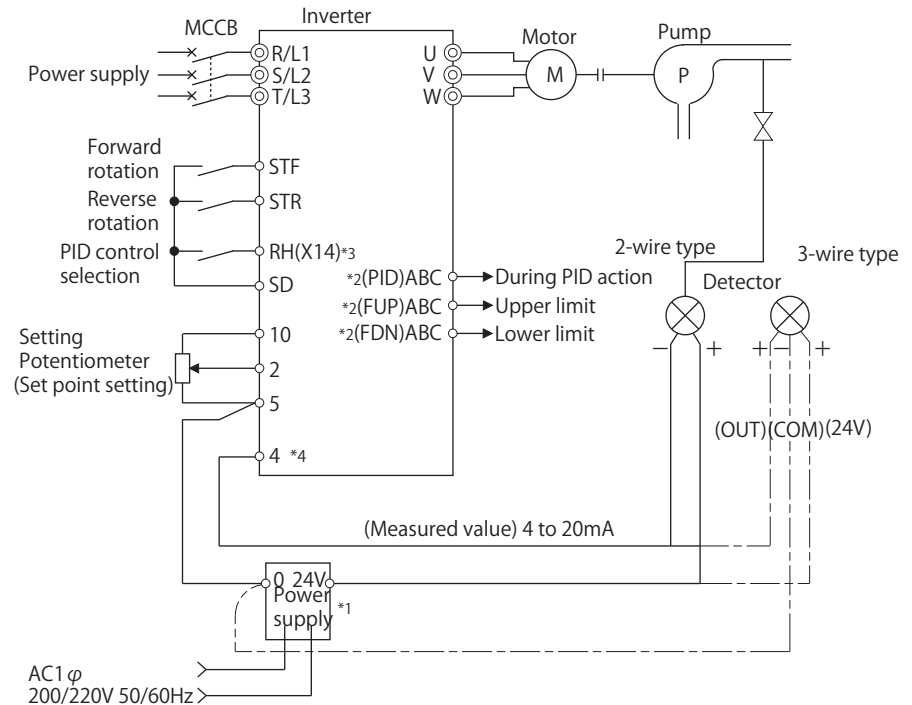 Inverter
MCCB
Motor
Pump
Power supply
R/L1
S/L2
T/L3
U
V
W
M
P
Forward
rotation
STF
Reverse
rotation
STR
PID control
selection
RH(X14)*3
SD
*2(PID)ABC
During PID action
*2(FUP)ABC
Upper limit
*2(FDN)ABC
Lower limit
2-wire type
3-wire type
Detector
- +
+ - +
(OUT) (COM) (24V)
Setting
Potentiometer
(Set point setting)
10
2
5
4 *4
(Measured value) 4 to 20mA
0 24V
Power
supply *1
AC1φ
200/220V 50/60Hz